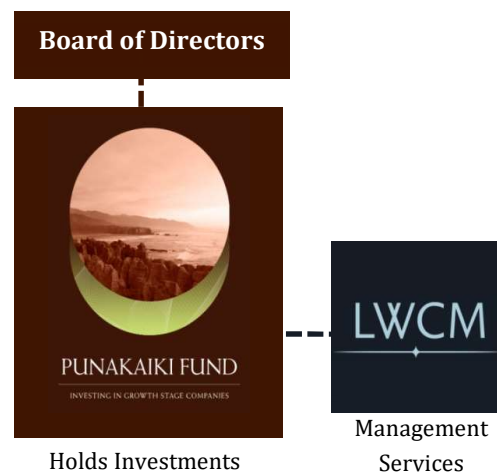 Board of Directors
PUNAKAIKI FUND
INVESTING IN GROWTH STAGE COMPANIES
Holds Investments
LWCM
Management
Services